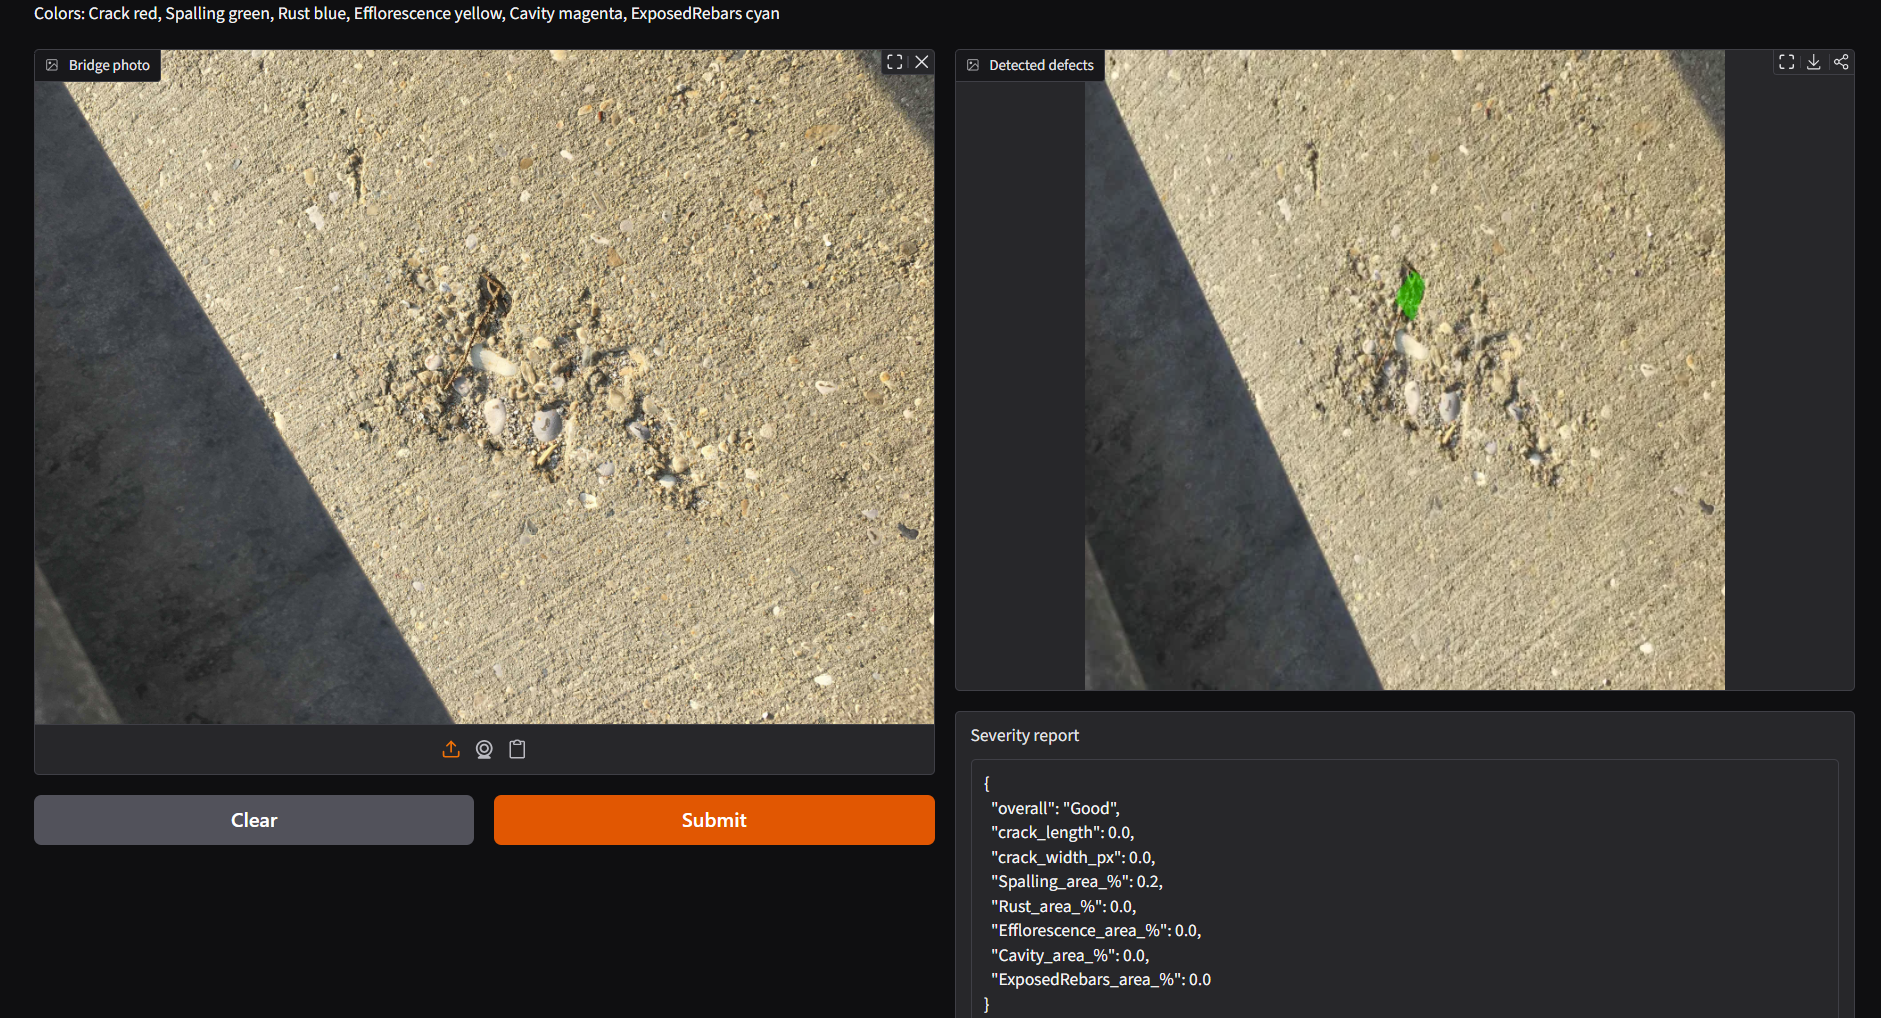 Colors: Crack red, Spalling green, Rust blue, Efflorescence yellow, Cavity magenta, ExposedRebars cyan
Bridge photo
Detected defects
Clear
Submit
Severity report
{
"overall": "Good",
"crack_length": 0.0,
"crack_width_px": 0.0,
"Spalling_area_%": 0.2,
"Rust_area_%": 0.0,
"Efflorescence_area_%": 0.0,
"Cavity_area_%": 0.0,
"ExposedRebars_area_%": 0.0
}